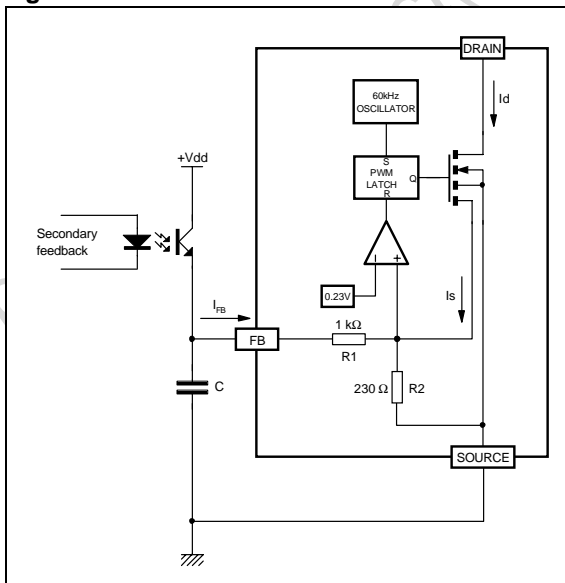 DRAIN
60kHz
OSCILLATOR
Id
+Vdd
S
PWM
LATCH
Q
R
Secondary
feedback
0.23V
Is
I_FB
1 kΩ
FB
R1
C
230 Ω
R2
SOURCE